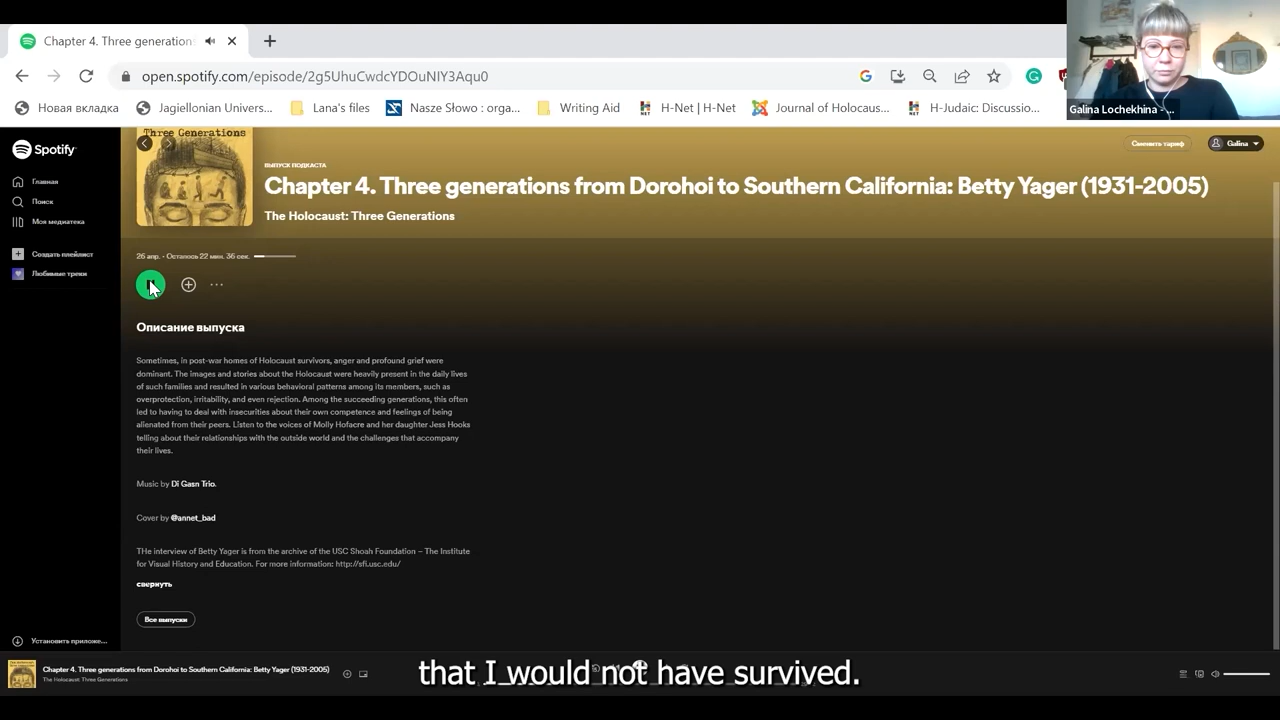 Chapter 4. Three generations
open.spotify.com/episode/2g5UhuCwdcYDOuNIY3Aqu0
Новая вкладка
Jagiellonian Univers...
Lana's files
Nasze Słowo : orga...
Writing Aid
H-Net | H-Net
Journal of Holocaus...
H-Judaic: Discussio...
Galina Lochekhina - ...
Spotify
Главная
Поиск
Моя медиатека
Создать плейлист
Любимые треки
Установить приложе...
Three Generations
Сменить тариф
Galina
ВЫПУСК ПОДКАСТА
Chapter 4. Three generations from Dorohoi to Southern California: Betty Yager (1931-2005)
The Holocaust: Three Generations
26 апр. • Осталось 22 мин. 36 сек.
Описание выпуска
Sometimes, in post-war homes of Holocaust survivors, anger and profound grief were
dominant. The images and stories about the Holocaust were heavily present in the daily lives
of such families and resulted in various behavioral patterns among its members, such as
overprotection, irritability, and even rejection. Among the succeeding generations, this often
led to having to deal with insecurities about their own competence and feelings of being
alienated from their peers. Listen to the voices of Molly Hofacre and her daughter Jess Hooks
telling about their relationships with the outside world and the challenges that accompany
their lives.
Music by Di Gasn Trio.
Cover by @annet_bad
THe interview of Betty Yager is from the archive of the USC Shoah Foundation – The Institute
for Visual History and Education. For more information: http://sfi.usc.edu/
свернуть
Все выпуски
Chapter 4. Three generations from Dorohoi to Southern California: Betty Yager (1931-2005)
The Holocaust: Three Generations
that I would not have survived.